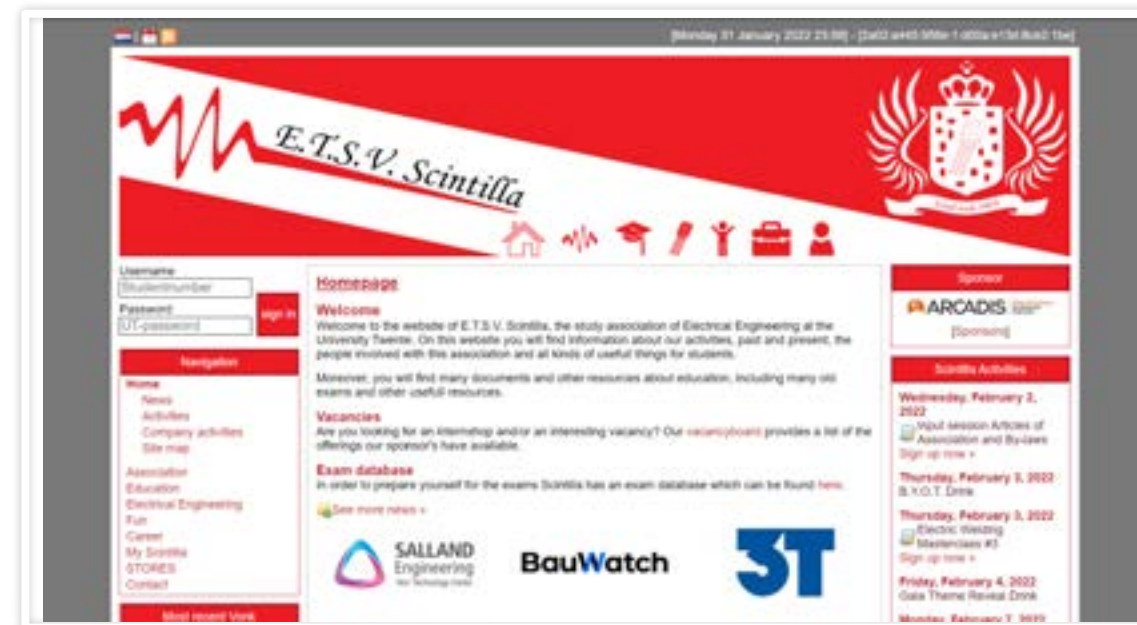 [Monday 31 January 2022 23:59] -
E.T.S.V. Scintilla
Username
Studentnumber
Password
UT-password
sign in
Navigation
Home
News
Activities
Company activities
Site map
Association
Education
Electrical Engineering
Fun
Career
My Scintilla
STORES
Contact
Most recent Vonk
Homepage
Welcome
Welcome to the website of E.T.S.V. Scintilla, the study association of Electrical Engineering at the
University Twente. On this website you will find information about our activities, past and present, the
people involved with this association and all kinds of useful things for students.
Moreover, you will find many documents and other resources about education, including many old
exams and other usefull resources.
Vacancies
Are you looking for an internship and/or an interesting vacancy? Our vacancyboard provides a list of the
offerings our sponsor's have available.
Exam database
In order to prepare yourself for the exams Scintilla has an exam database which can be found here.
See more news »
SALLAND
Engineering
Your Technology Center
BauWatch
3T
Sponsor
ARCADIS
[Sponsors]
Scintilla Activities
Wednesday, February 2,
2022
Input session Articles of
Association and By-laws
Sign up now »
Thursday, February 3, 2022
B.Y.O.T. Drink
Thursday, February 3, 2022
Electric Welding
Masterclass #3
Sign up now »
Friday, February 4, 2022
Gala Theme Reveal Drink
Monday, February 7, 2022